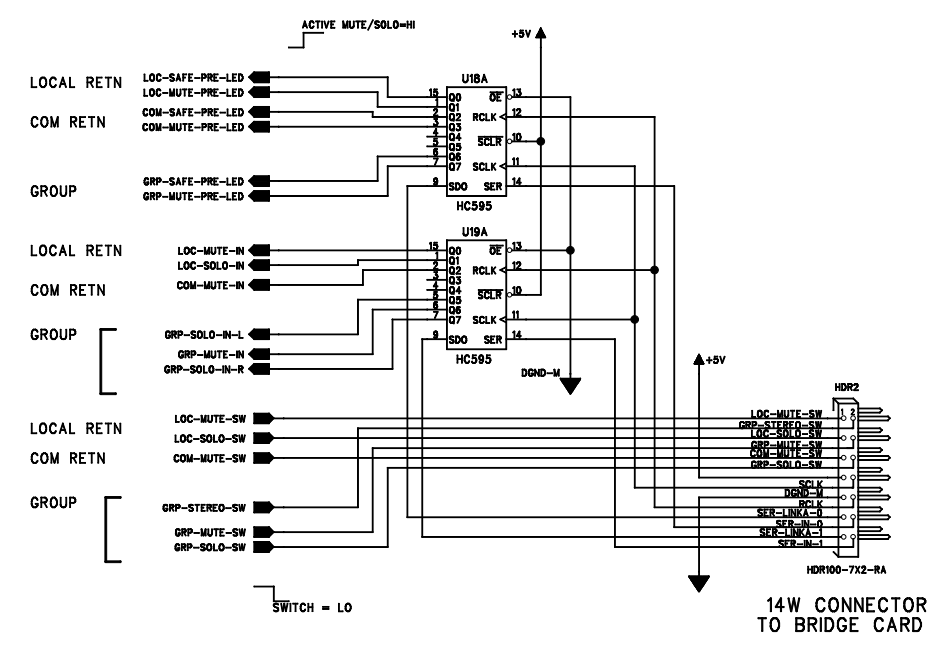 ACTIVE MUTE/SOLO=HI
+5V
LOCAL RETN
LOC-SAFE-PRE-LED
LOC-MUTE-PRE-LED
COM RETN
COM-SAFE-PRE-LED
COM-MUTE-PRE-LED
GROUP
GRP-SAFE-PRE-LED
GRP-MUTE-PRE-LED
U18A
15 Q0 OE 13
1 Q1
2 Q2 RCLK 12
3 Q3
4 Q4
5 Q5 SCLR 10
6 Q6
7 Q7 SCLK 11
9 SDO SER 14
HC595
LOCAL RETN
LOC-MUTE-IN
LOC-SOLO-IN
COM RETN
COM-MUTE-IN
GROUP
GRP-SOLO-IN-L
GRP-MUTE-IN
GRP-SOLO-IN-R
U19A
15 Q0 OE 13
1 Q1
2 Q2 RCLK 12
3 Q3
4 Q4 SCLR 10
5 Q5
6 Q6
7 Q7 SCLK 11
9 SDO SER 14
HC595
DGND-M
+5V
HDR2
1 2
LOCAL RETN
LOC-MUTE-SW
LOC-SOLO-SW
COM RETN
COM-MUTE-SW
GROUP
GRP-STEREO-SW
GRP-MUTE-SW
GRP-SOLO-SW
LOC-MUTE-SW
GRP-STEREO-SW
LOC-SOLO-SW
GRP-MUTE-SW
COM-MUTE-SW
GRP-SOLO-SW
SCLK
DGND-M
RCLK
SER-LINKA-0
SER-IN-0
SER-LINKA-1
SER-IN-1
HDR100-7X2-RA
SWITCH = LO
14W CONNECTOR
TO BRIDGE CARD